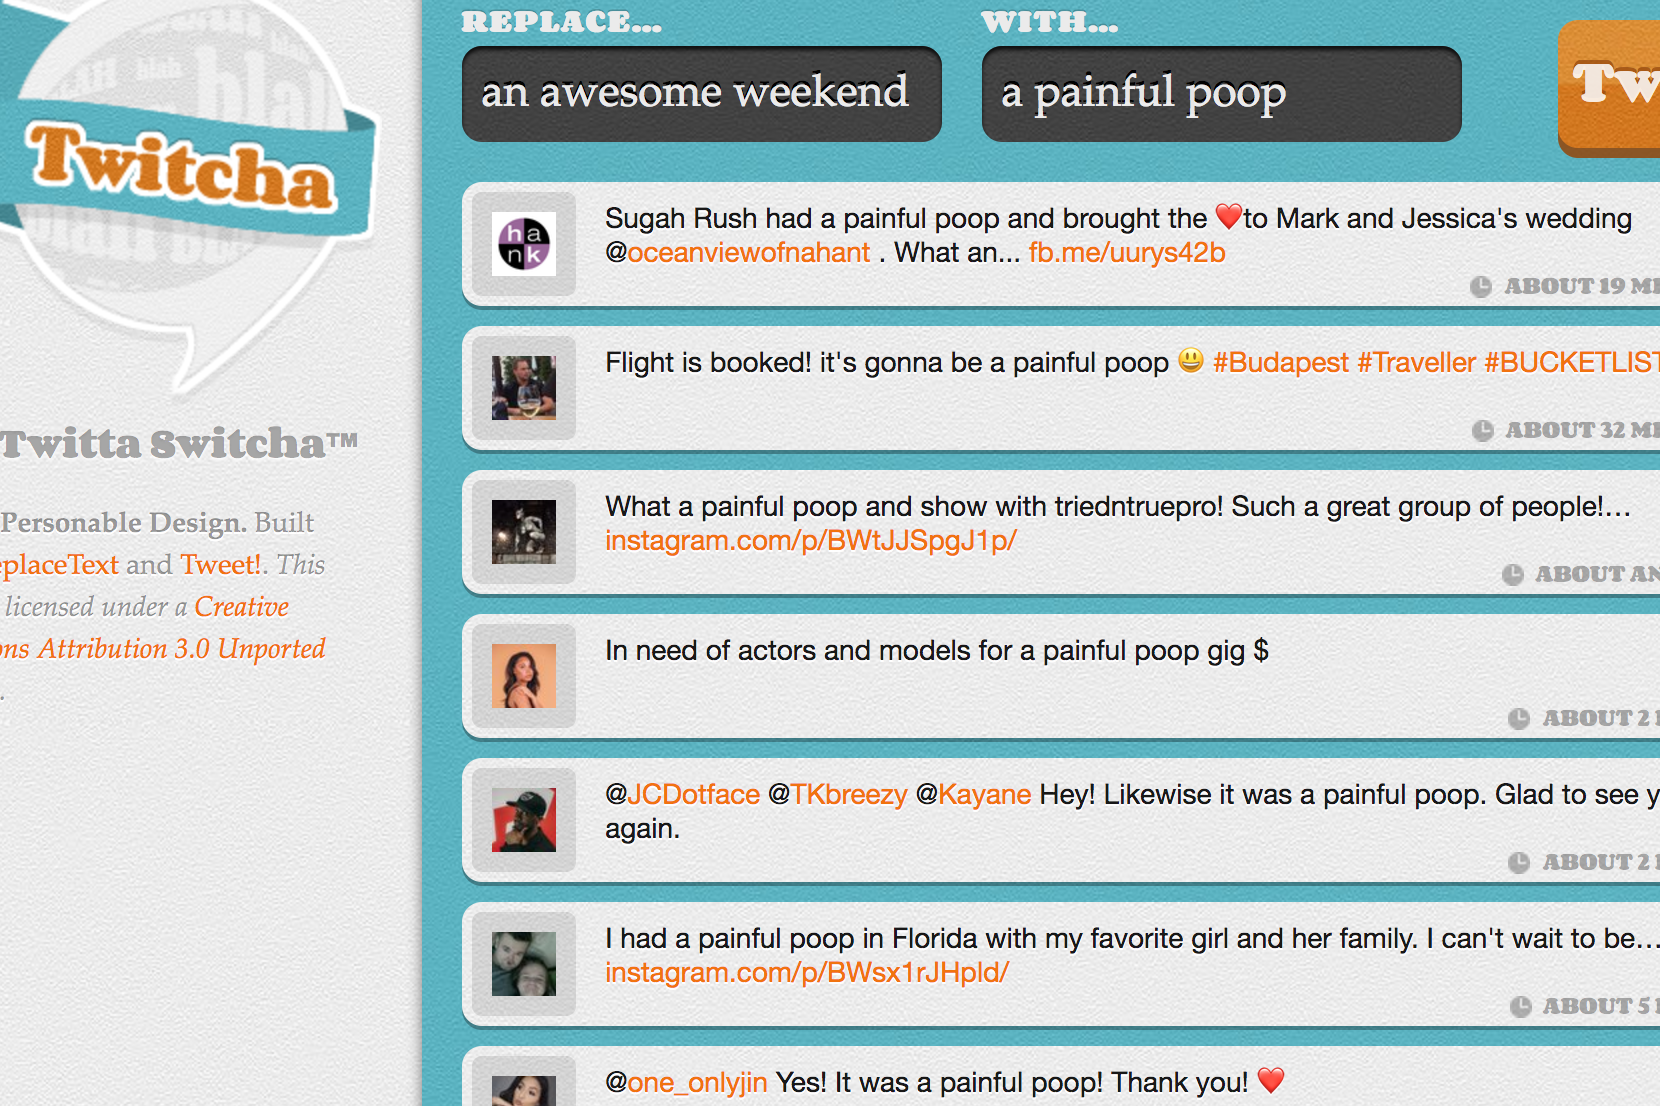 Twitcha
LAH
blah
blal
Twitta Switcha™
Personable Design. Built
eplaceText and Tweet!. This
licensed under a Creative
ons Attribution 3.0 Unported
.
REPLACE...
an awesome weekend
WITH...
a painful poop
Tw
hank
Sugah Rush had a painful poop and brought the ❤️to Mark and Jessica's wedding
@oceanviewofnahant . What an... fb.me/uurys42b
ABOUT 19 MI
Flight is booked! it's gonna be a painful poop 😃 #Budapest #Traveller #BUCKETLIST
ABOUT 32 MI
What a painful poop and show with triedntruepro! Such a great group of people!…
instagram.com/p/BWtJJSpgJ1p/
ABOUT AN
In need of actors and models for a painful poop gig $
ABOUT 2
@JCDotface @TKbreezy @Kayane Hey! Likewise it was a painful poop. Glad to see y
again.
ABOUT 2
I had a painful poop in Florida with my favorite girl and her family. I can't wait to be…
instagram.com/p/BWsx1rJHpld/
ABOUT 5
@one_onlyjin Yes! It was a painful poop! Thank you! ❤️